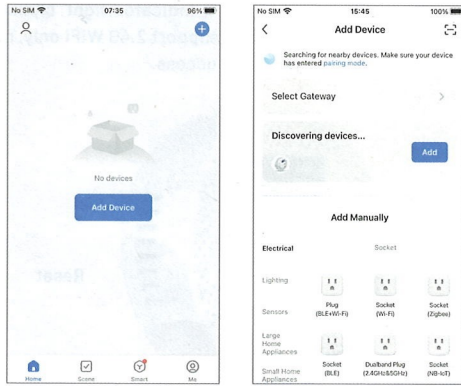 No SIM 07:35 96%
No devices
Add Device
Home Scene Smart Me
No SIM 15:45 100%
Add Device
Searching for nearby devices. Make sure your device
has entered pairing mode.
Select Gateway
Discovering devices...
Add
Add Manually
Electrical
Socket
Lighting
Sensors
Large
Home
Appliances
Small Home
Appliances
Plug
(BLE+Wi-Fi)
Socket
(Wi-Fi)
Socket
(Zigbee)
Socket
(BLE)
Dualband Plug
(2.4GHz&5GHz)
Socket
(NB-IoT)